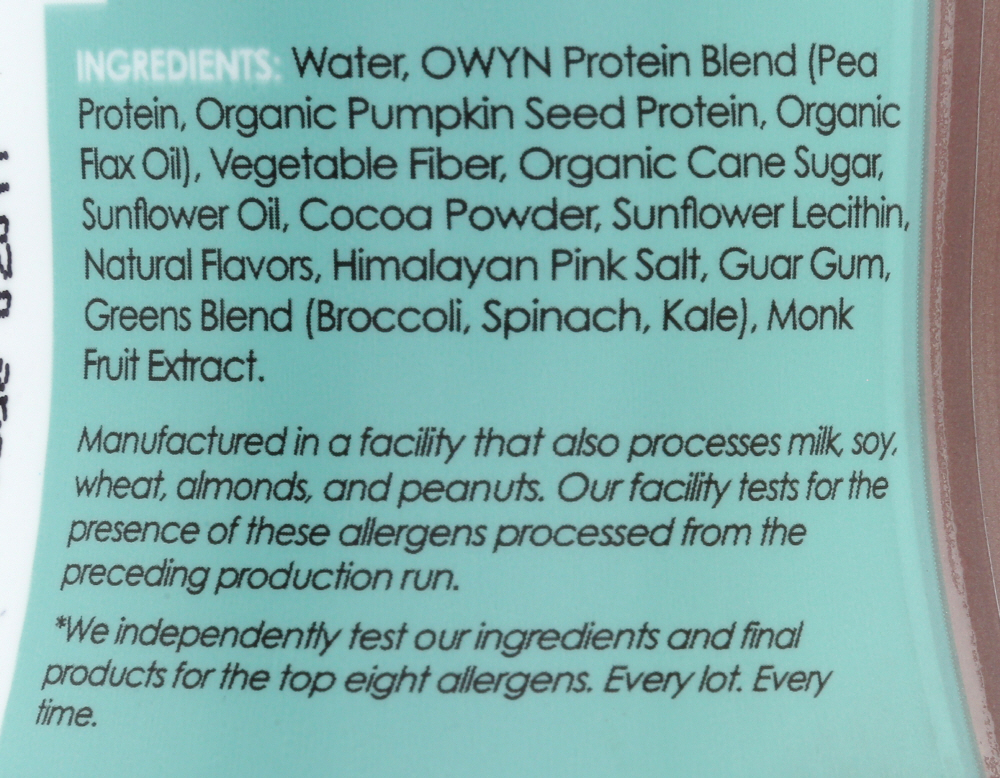 INGREDIENTS: Water, OWYN Protein Blend (Pea
Protein, Organic Pumpkin Seed Protein, Organic
Flax Oil), Vegetable Fiber, Organic Cane Sugar,
Sunflower Oil, Cocoa Powder, Sunflower Lecithin,
Natural Flavors, Himalayan Pink Salt, Guar Gum,
Greens Blend (Broccoli, Spinach, Kale), Monk
Fruit Extract.
Manufactured in a facility that also processes milk, soy,
wheat, almonds, and peanuts. Our facility tests for the
presence of these allergens processed from the
preceding production run.
*We independently test our ingredients and final
products for the top eight allergens. Every lot. Every
time.